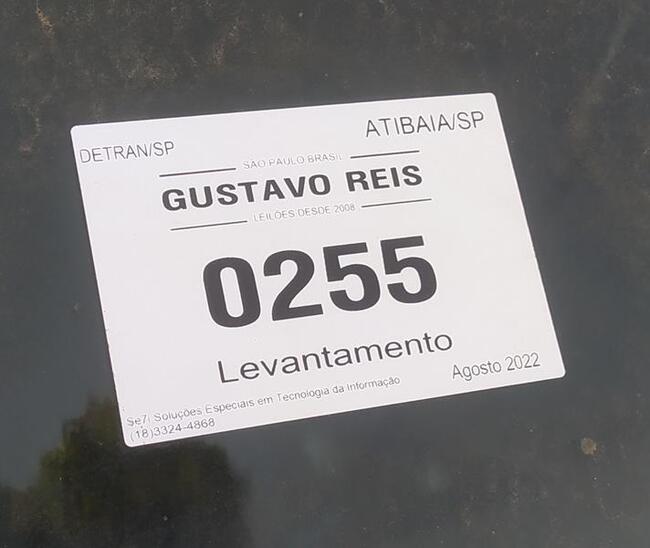 DETRAN/SP
ATIBAIA/SP
SÃO PAULO BRASIL
GUSTAVO REIS
LEILÕES DESDE 2008
0255
Levantamento
Agosto 2022
Se7i Soluções Especiais em Tecnologia da Informação
(18)3324-4868